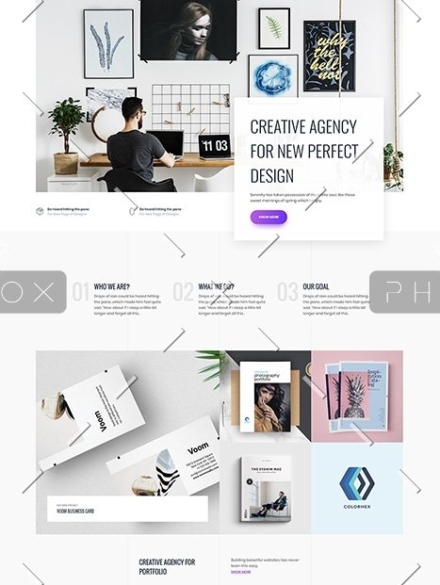 why
the
hell
not
11 03
CREATIVE AGENCY
FOR NEW PERFECT
DESIGN
Serenity has taken possession of my entire soul, like these
sweet mornings of spring which I enjoy.
SHOW MORE
Go heard hitting the pane
For New Page of Designs
Go heard hitting the pane
For New Page of Designs
OX
PH
01
WHO WE ARE?
Drops of rain could be heard hitting
the pane, which made him feel quite
sad. How about if I sleep a little bit
longer and forget all this.
02
WHAT WE DO?
Drops of rain could be heard hitting
the pane, which made him feel quite
sad. How about if I sleep a little bit
longer and forget all this.
03
OUR GOAL
Drops of rain could be heard hitting
the pane, which made him feel quite
sad. How about if I sleep a little bit
longer and forget all this.
Voom
Voom
VOOM BUSINESS CARD
photography
portfolio
THE STAHIM MAG
COLORHEX
CREATIVE AGENCY FOR
PORTFOLIO
Building beautiful websites has never
been this easy.
SHOW MORE